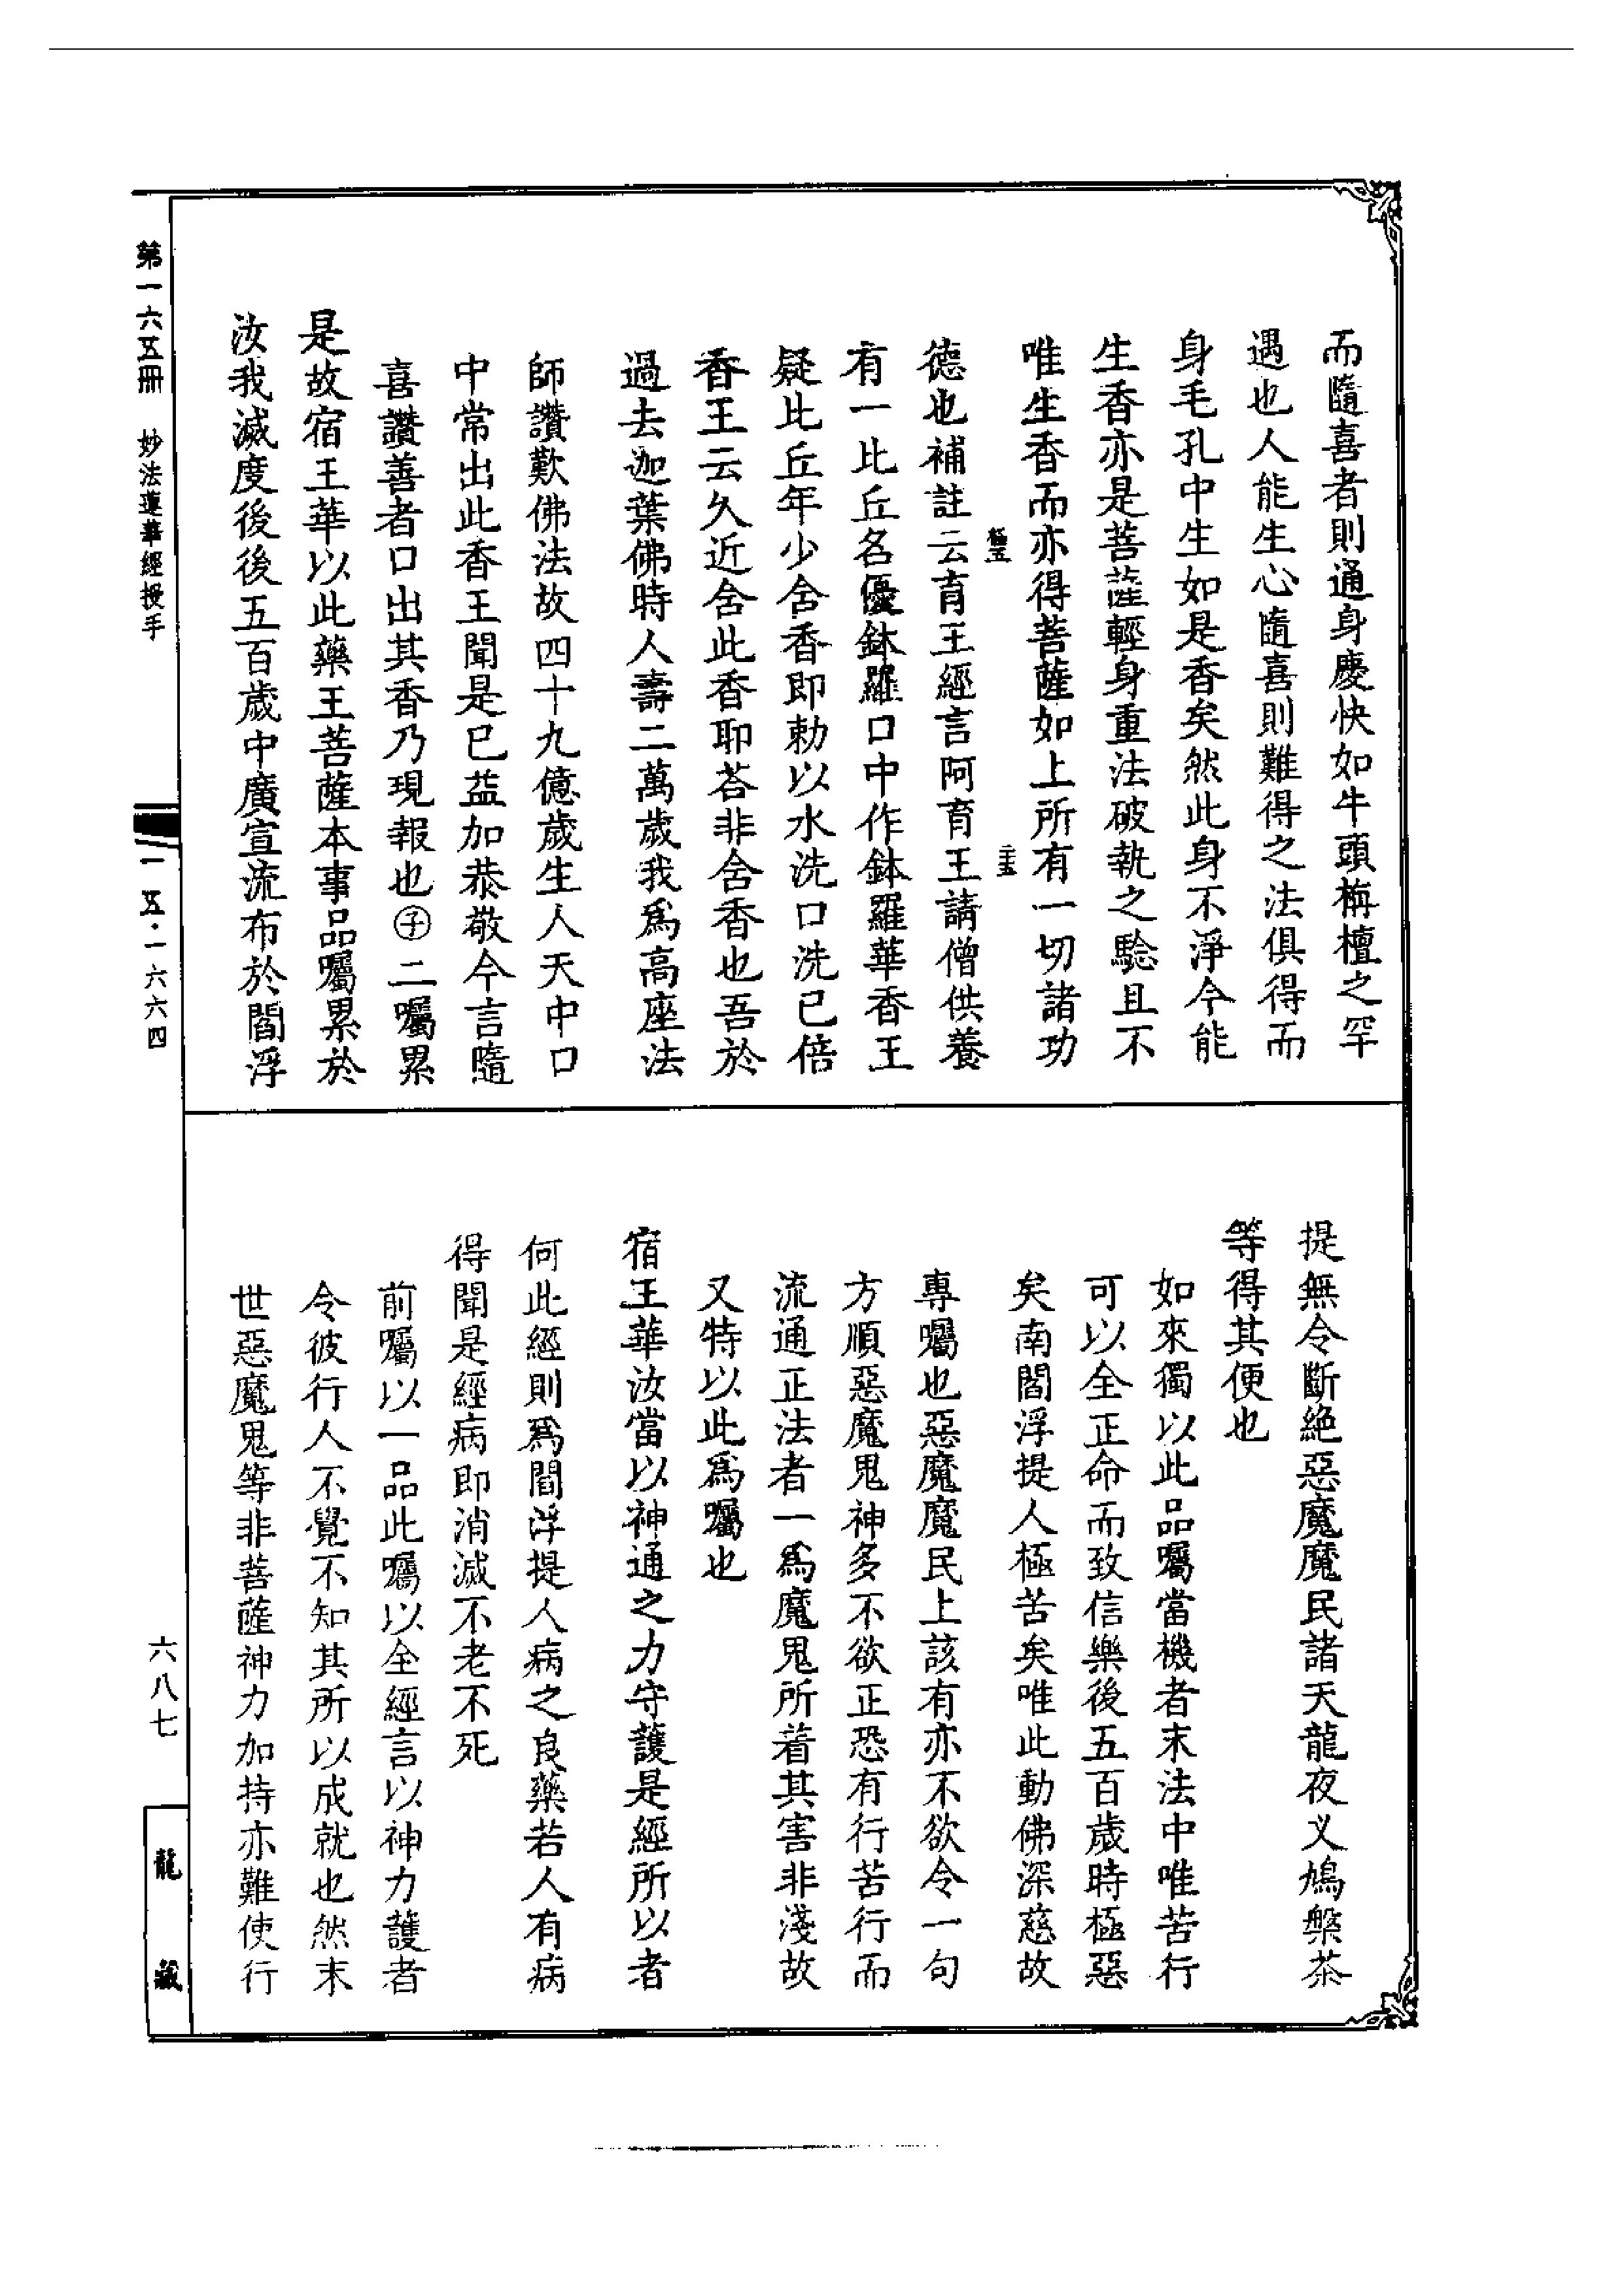 而隨喜者則通身慶快如牛頭栴檀之罕
遇也人能生心隨喜則難得之法俱得而
身毛孔中生如是香矣然此身不淨今能
生香亦是菩薩輕身重法破執之驗且不
唯生香而亦得菩薩如上所有一切諸功
德也補註云育王經言阿育王請僧供養
有一比丘名優鉢羅口中作鉢羅華香王
疑比丘年少含香即勅以水洗口洗已倍
香王云久近含此香耶荅非含香也吾於
過去迦葉佛時人壽二萬歲我爲高座法
師讚歎佛法故四十九億歲生人天中口
中常出此香王聞是已益加恭敬今言隨
喜讚善者口出其香乃現報也㊉二囑累
是故宿王華以此藥王菩薩本事品囑累於
汝我滅度後後五百歲中廣宣流布於閻浮
提無令斷絶惡魔魔民諸天龍夜义鳩槃茶
等得其便也
如來獨以此品囑當機者末法中唯苦行
可以全正命而致信樂後五百歲時極惡
矣南閻浮提人極苦矣唯此動佛深慈故
專囑也惡魔魔民上該有亦不欲令一句
方順惡魔鬼神多不欲正恐有行苦行而
流通正法者一爲魔鬼所着其害非淺故
又特以此爲囑也
宿王華汝當以神通之力守護是經所以者
何此經則爲閻浮提人病之良藥若人有病
得聞是經病即消滅不老不死
前囑以一品此囑以全經言以神力護者
令彼行人不覺不知其所以成就也然末
世惡魔鬼等非菩薩神力加持亦難使行
第一六五冊 妙法蓮華經授手
一五·一六六四
六八七
龍藏